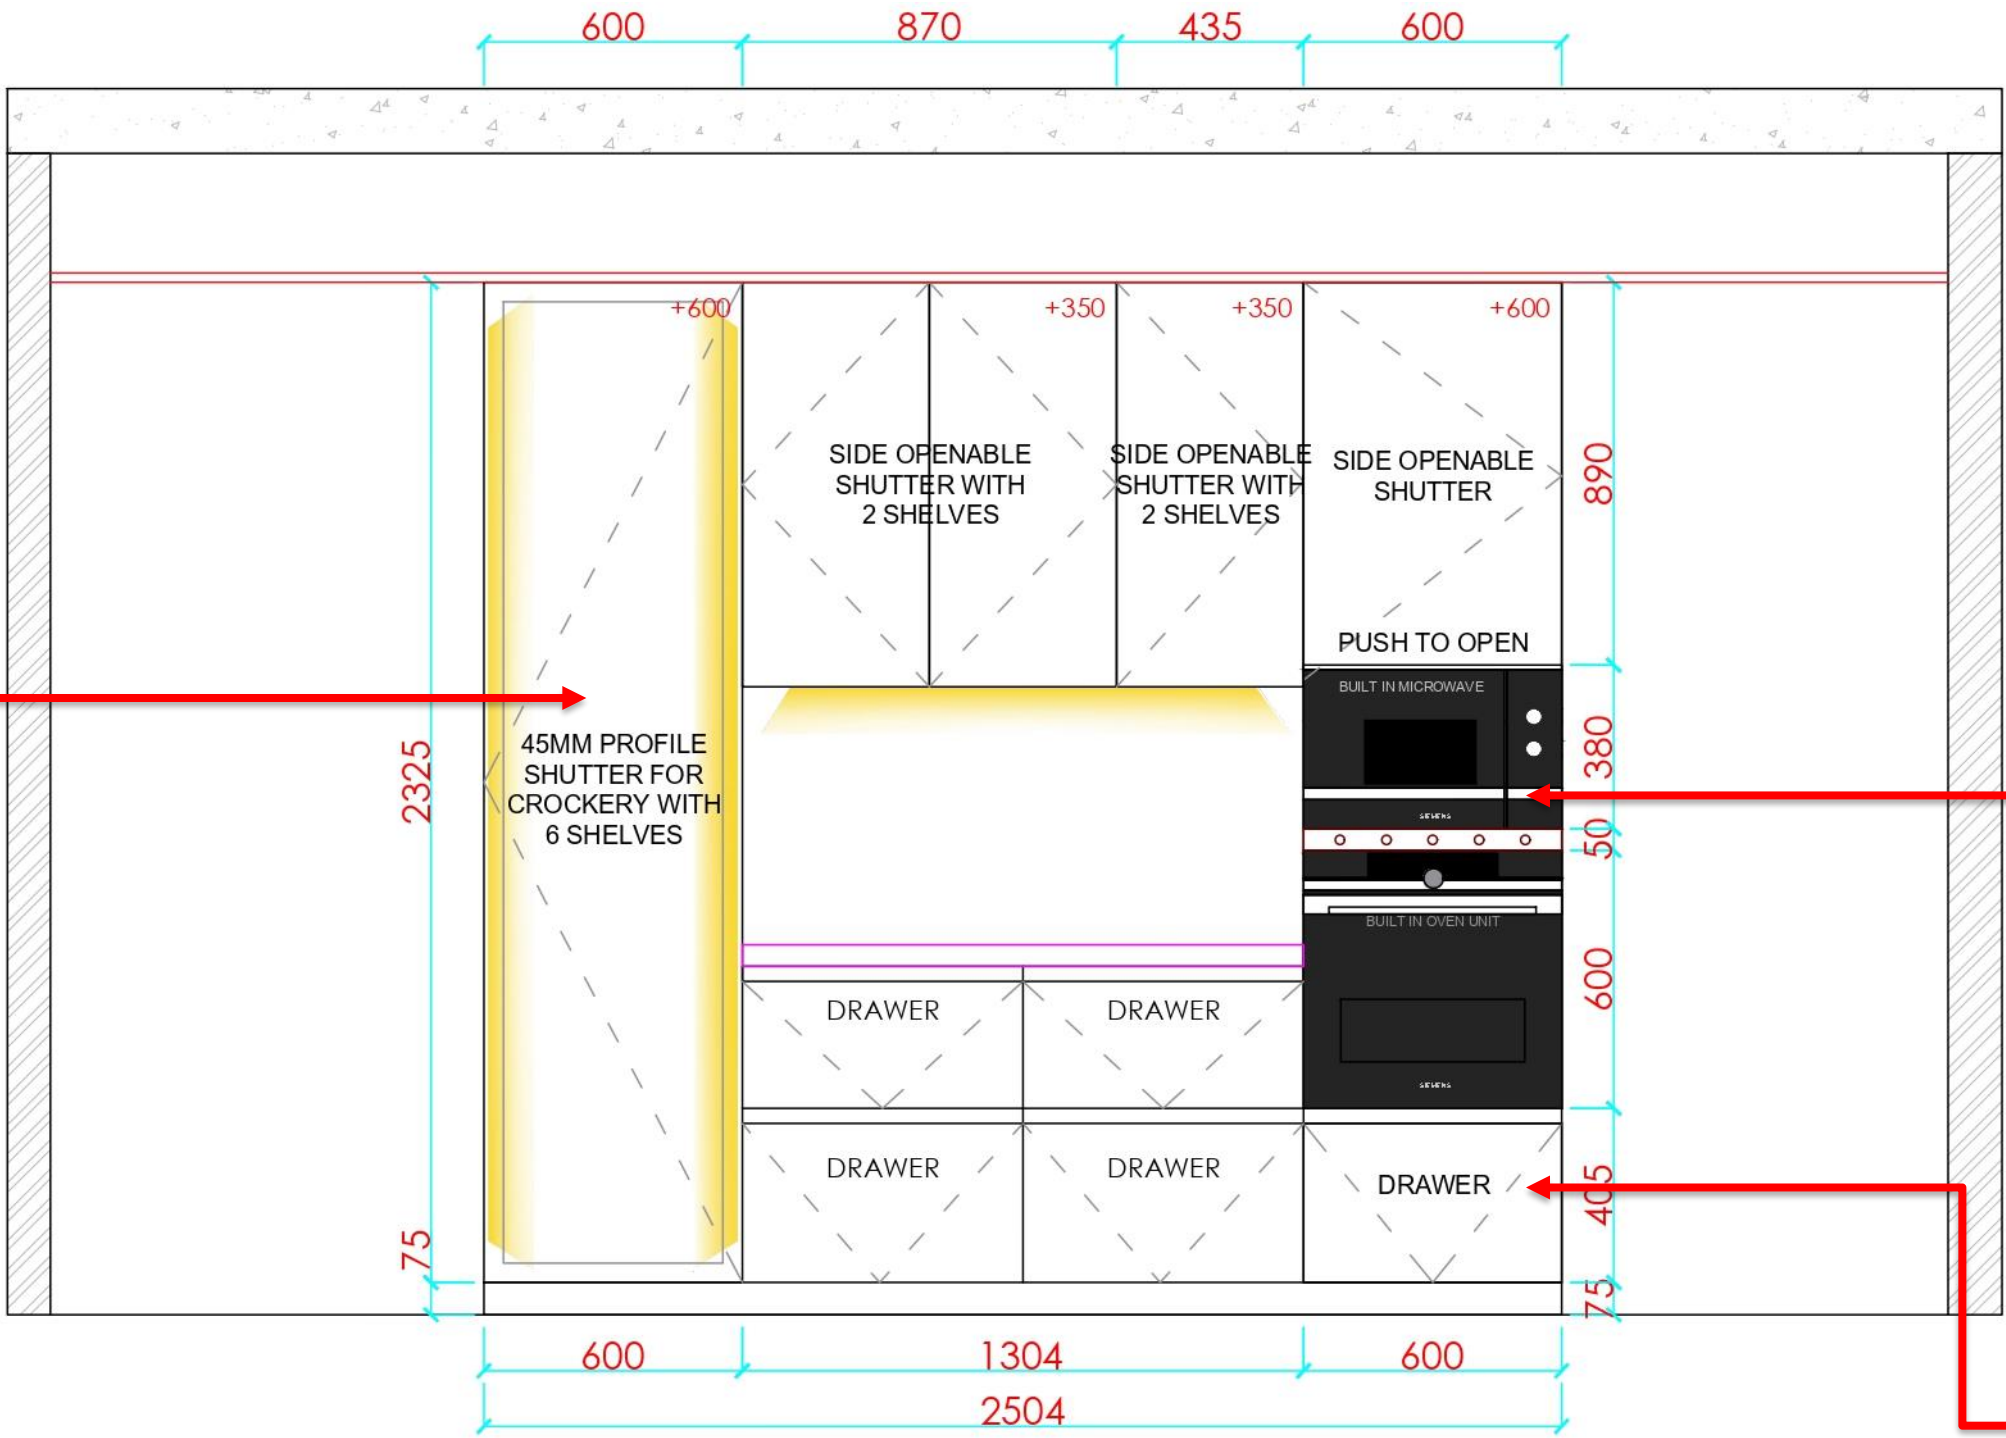 600
870
435
600
+600
+350
+350
+600
SIDE OPENABLE
SHUTTER WITH
2 SHELVES
SIDE OPENABLE
SHUTTER WITH
2 SHELVES
SIDE OPENABLE
SHUTTER
890
PUSH TO OPEN
BUILT IN MICROWAVE
45MM PROFILE
SHUTTER FOR
CROCKERY WITH
6 SHELVES
2325
380
SIEMENS
50
BUILT IN OVEN UNIT
600
DRAWER
DRAWER
SIEMENS
DRAWER
DRAWER
DRAWER
405
75
75
600
1304
600
2504